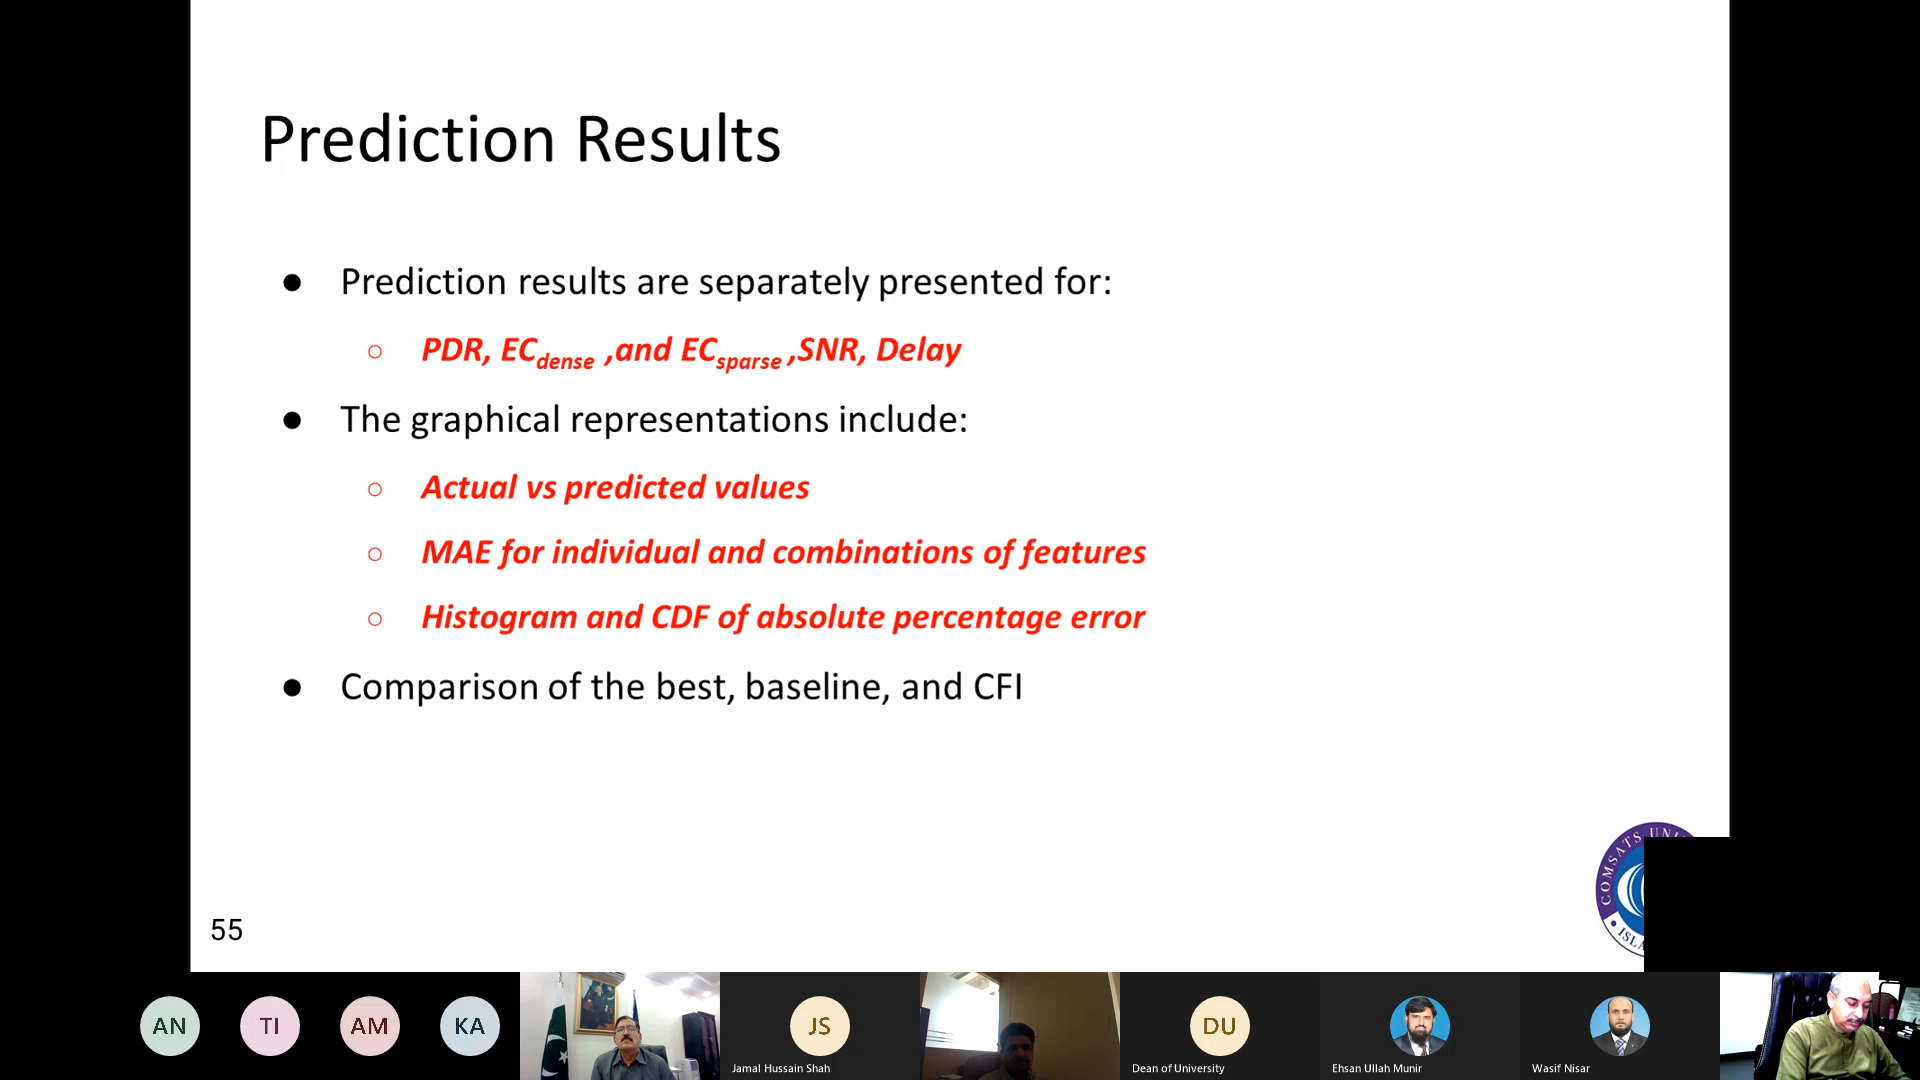 Prediction Results
● Prediction results are separately presented for:
○ PDR, ECdense ,and ECsparse ,SNR, Delay
● The graphical representations include:
○ Actual vs predicted values
○ MAE for individual and combinations of features
○ Histogram and CDF of absolute percentage error
● Comparison of the best, baseline, and CFI
COMSATS UNI
ISLA
55
AN
TI
AM
KA
JS
DU
Jamal Hussain Shah
Dean of University
Ehsan Ullah Munir
Wasif Nisar